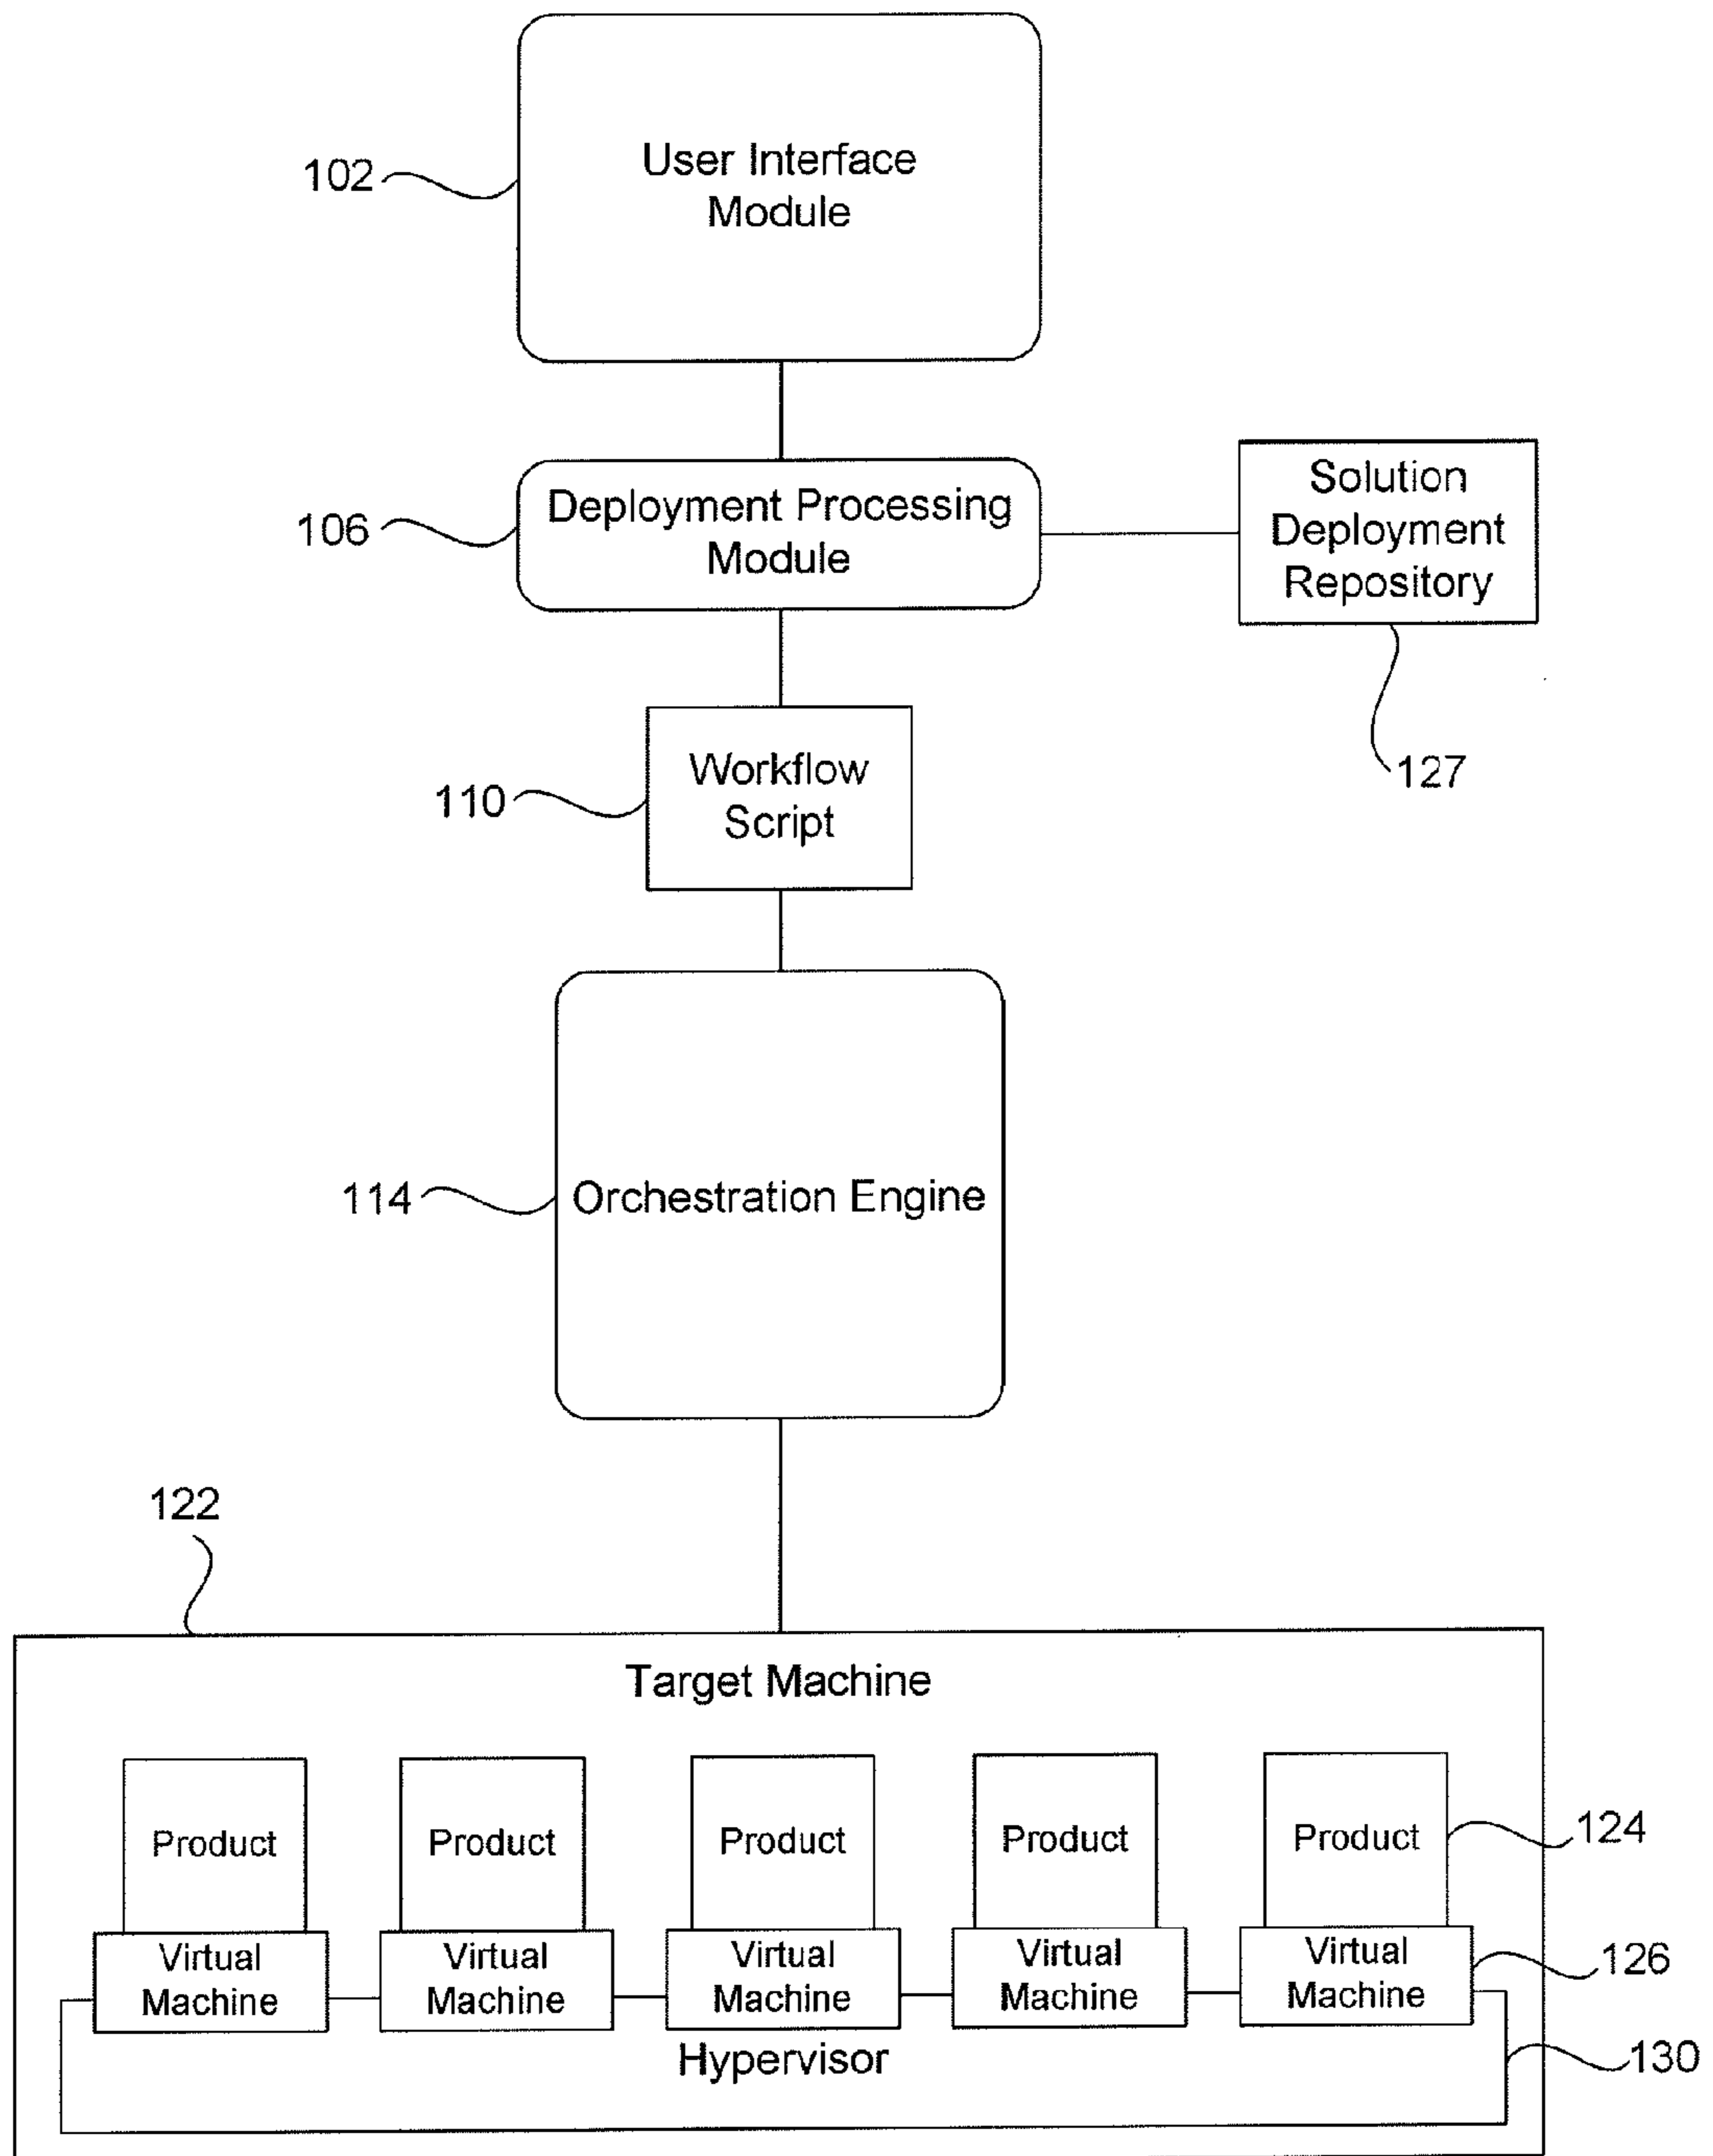 User Interface
Module
102
Deployment Processing
Module
106
Solution
Deployment
Repository
127
Workflow
Script
110
Orchestration Engine
114
122
Target Machine
Product
Product
Product
Product
Product
124
Virtual
Machine
Virtual
Machine
Virtual
Machine
Virtual
Machine
Virtual
Machine
126
Hypervisor
130